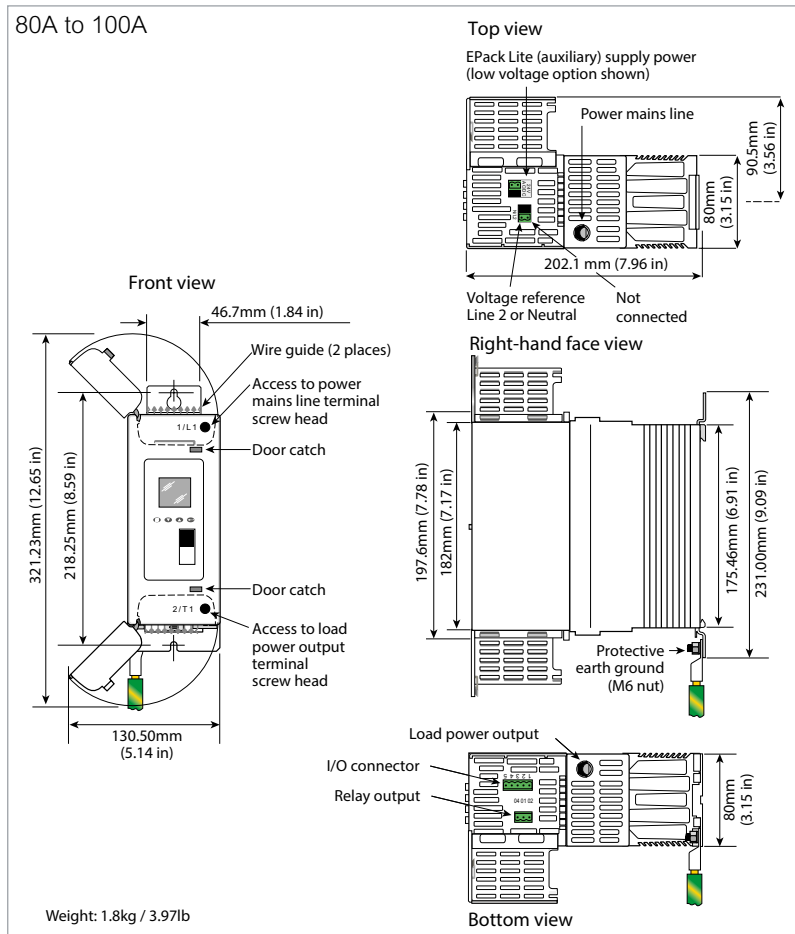 80A to 100A
Top view
EPack Lite (auxiliary) supply power
(low voltage option shown)
Power mains line
90.5mm
(3.56 in)
80mm
(3.15 in)
202.1 mm (7.96 in)
Voltage reference
Line 2 or Neutral
Not
connected
Front view
46.7mm (1.84 in)
Wire guide (2 places)
Access to power
mains line terminal
screw head
1/L1
Door catch
321.23mm (12.65 in)
218.25mm (8.59 in)
Door catch
2/T1
Access to load
power output
terminal
screw head
130.50mm
(5.14 in)
Right-hand face view
197.6mm (7.78 in)
182mm (7.17 in)
175.46mm (6.91 in)
231.00mm (9.09 in)
Protective
earth ground
(M6 nut)
Load power output
I/O connector
5 4 3 2 1
Relay output
04 01 02
80mm
(3.15 in)
Bottom view
Weight: 1.8kg / 3.97lb